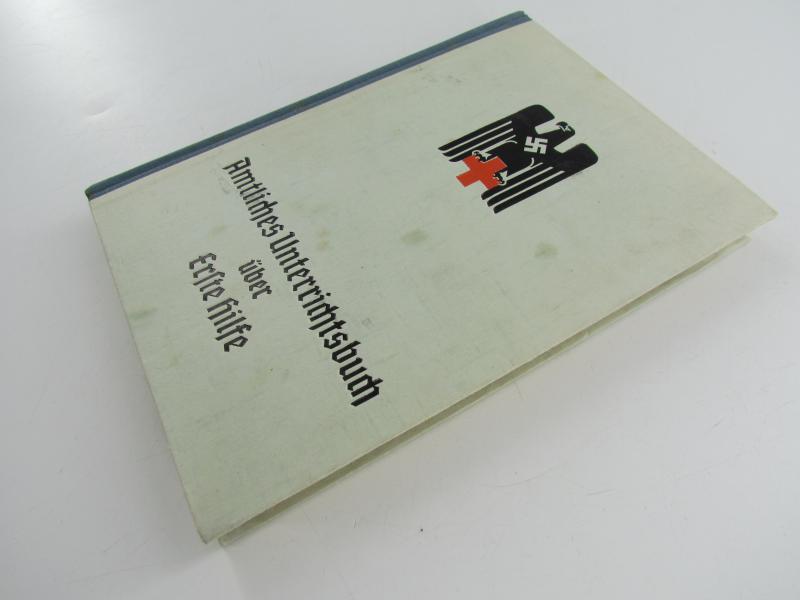 Amtliches Unterrichtsbuch
über
Erste Hilfe